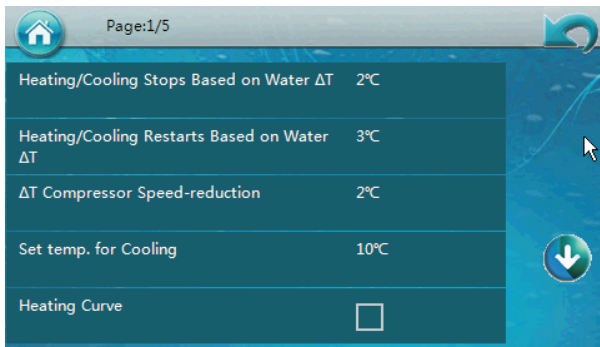 Page:1/5
Heating/Cooling Stops Based on Water ΔT 2℃
Heating/Cooling Restarts Based on Water 3℃
ΔT
ΔT Compressor Speed-reduction 2℃
Set temp. for Cooling 10℃
Heating Curve